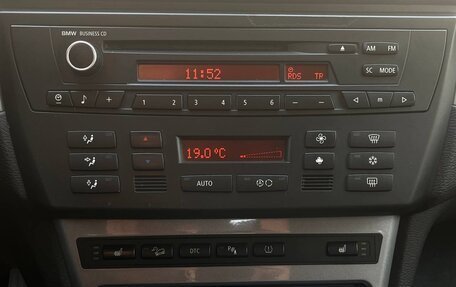 BMW BUSINESS CD
AM FM
11:52
RDS TP
SC MODE
+ 1 2 3 4 5 6 m
19.0 °C
AUTO
DTC